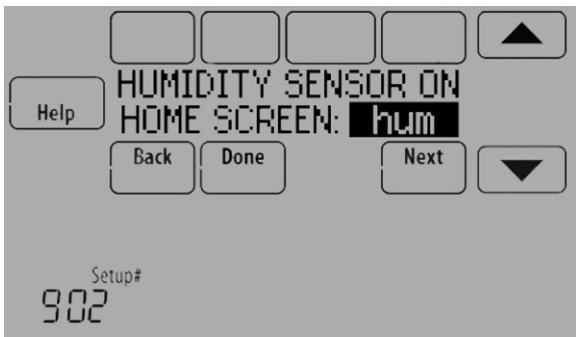 HUMIDITY SENSOR ON
Help
HOME SCREEN: hum
Back Done Next
Setup#
902